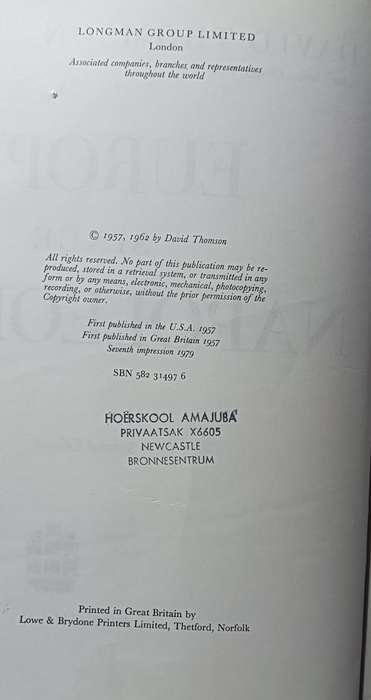 LONGMAN GROUP LIMITED
London
Associated companies, branches and representatives
throughout the world
© 1957, 1962 by David Thomson
All rights reserved. No part of this publication may be re-
produced, stored in a retrieval system, or transmitted in any
form or by any means, electronic, mechanical, photocopying,
recording, or otherwise, without the prior permission of the
Copyright owner.
First published in the U.S.A. 1957
First published in Great Britain 1957
Seventh impression 1979
SBN 582 31497 6
HOËRSKOOL AMAJUBA
PRIVAATSAK X6605
NEWCASTLE
BRONNESENTRUM
Printed in Great Britain by
Lowe & Brydone Printers Limited, Thetford, Norfolk